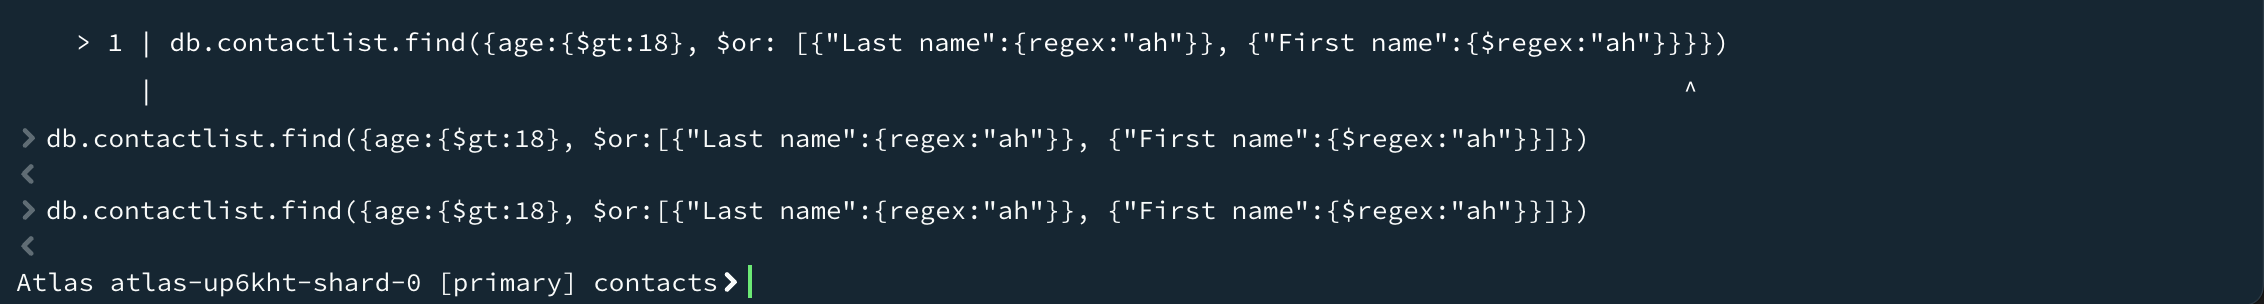 > 1 | db.contactlist.find({age:{$gt:18}, $or: [{"Last name":{regex:"ah"}}, {"First name":{$regex:"ah"}}}})
| ^
> db.contactlist.find({age:{$gt:18}, $or:[{"Last name":{regex:"ah"}}, {"First name":{$regex:"ah"}}]})
<
> db.contactlist.find({age:{$gt:18}, $or:[{"Last name":{regex:"ah"}}, {"First name":{$regex:"ah"}}]})
<
Atlas atlas-up6kht-shard-0 [primary] contacts>